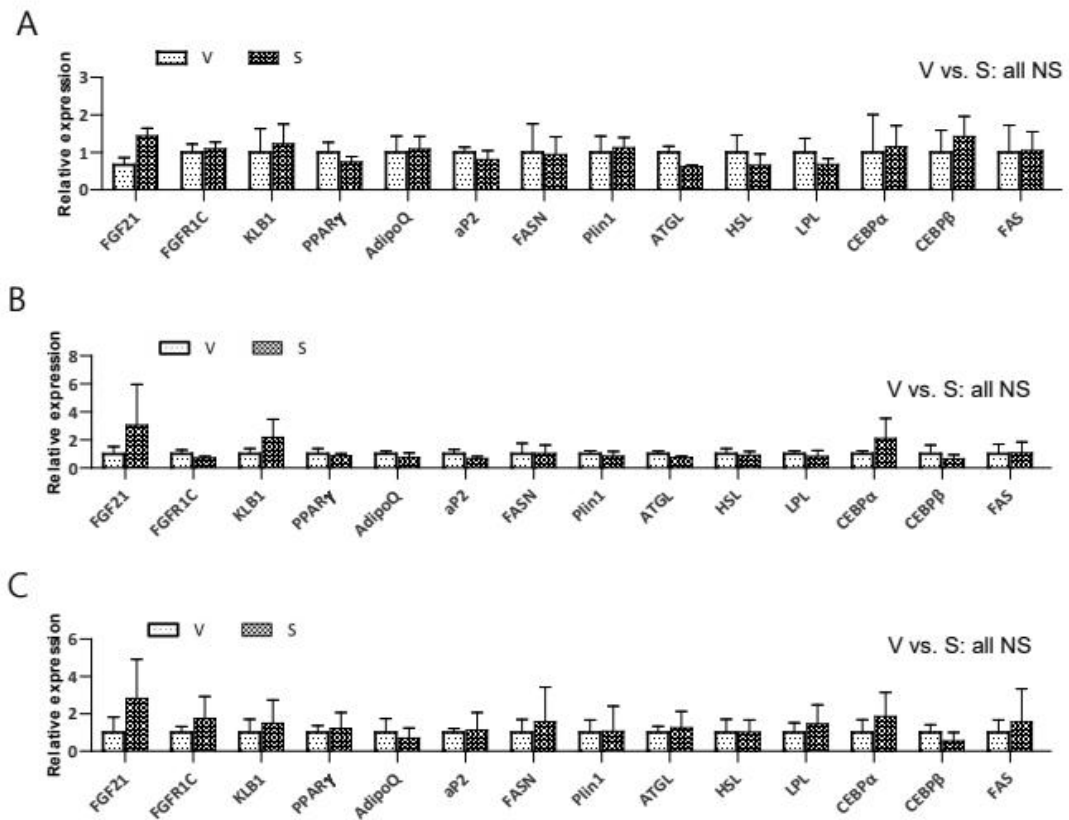 A
V S
V vs. S: all NS
Relative expression
3
2
1
0
FGF21 FGFR1C KLB1 PPARγ AdipoQ aP2 FASN Plin1 ATGL HSL LPL CEBPα CEBPβ FAS
B
V S
V vs. S: all NS
Relative expression
8
6
4
2
0
FGF21 FGFR1C KLB1 PPARγ AdipoQ aP2 FASN Plin1 ATGL HSL LPL CEBPα CEBPβ FAS
C
V S
V vs. S: all NS
Relative expression
6
4
2
0
FGF21 FGFR1C KLB1 PPARγ AdipoQ aP2 FASN Plin1 ATGL HSL LPL CEBPα CEBPβ FAS